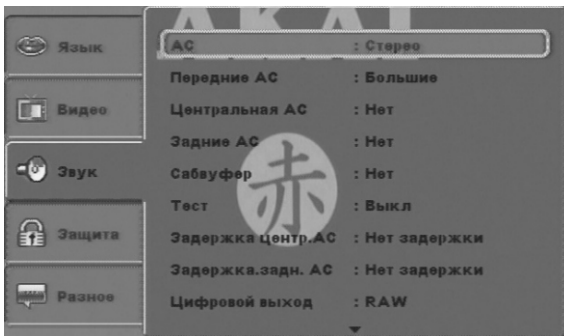 AKAI
Язык
Видео
Звук
Защита
Разное
АС : Стерео
Передние АС : Большие
Центральная АС : Нет
Задние АС : Нет
Сабвуфер : Нет
Тест : Выкл
Задержка центр.АС : Нет задержки
Задержка.задн. АС : Нет задержки
Цифровой выход : RAW
赤